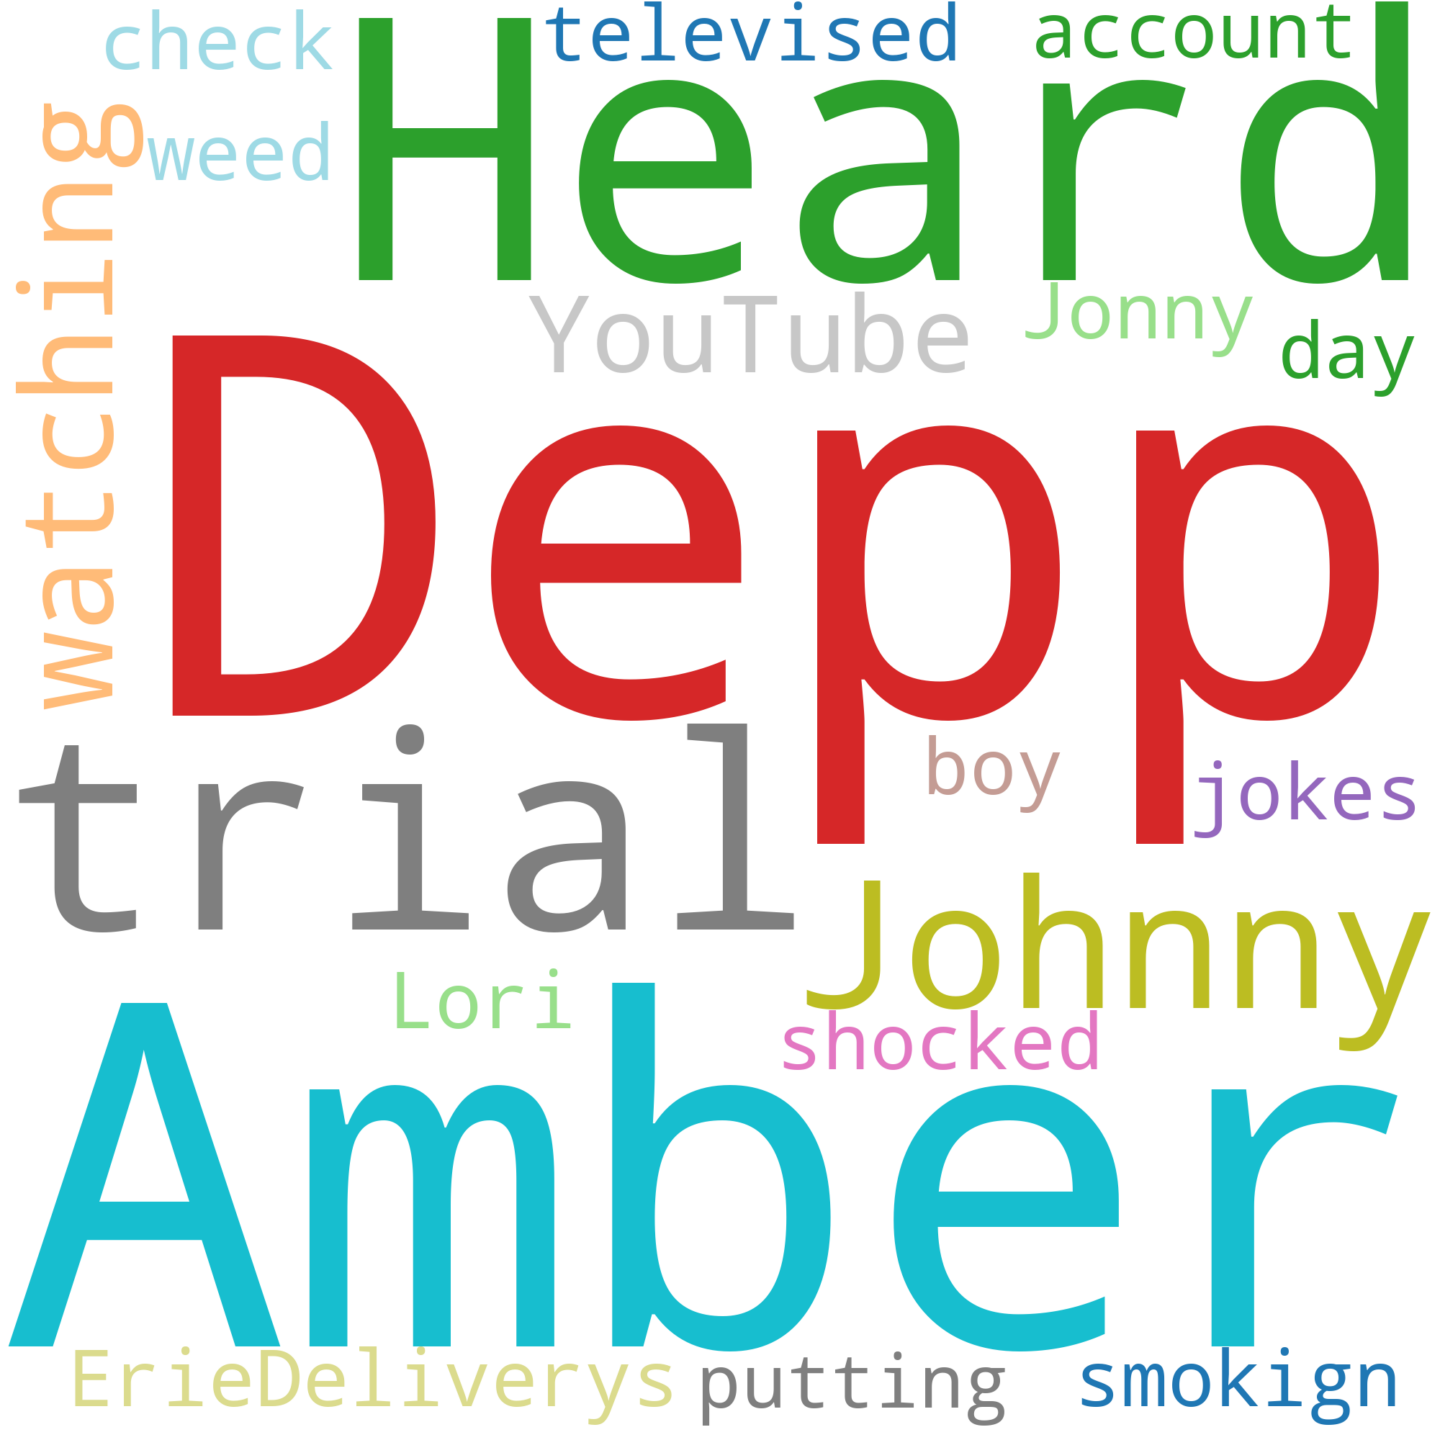 check
televised
account
Heard
weed
watching
YouTube
Jonny
day
Depp
trial
boy
jokes
Johnny
Lori
shocked
Amber
ErieDeliverys
putting
smokign